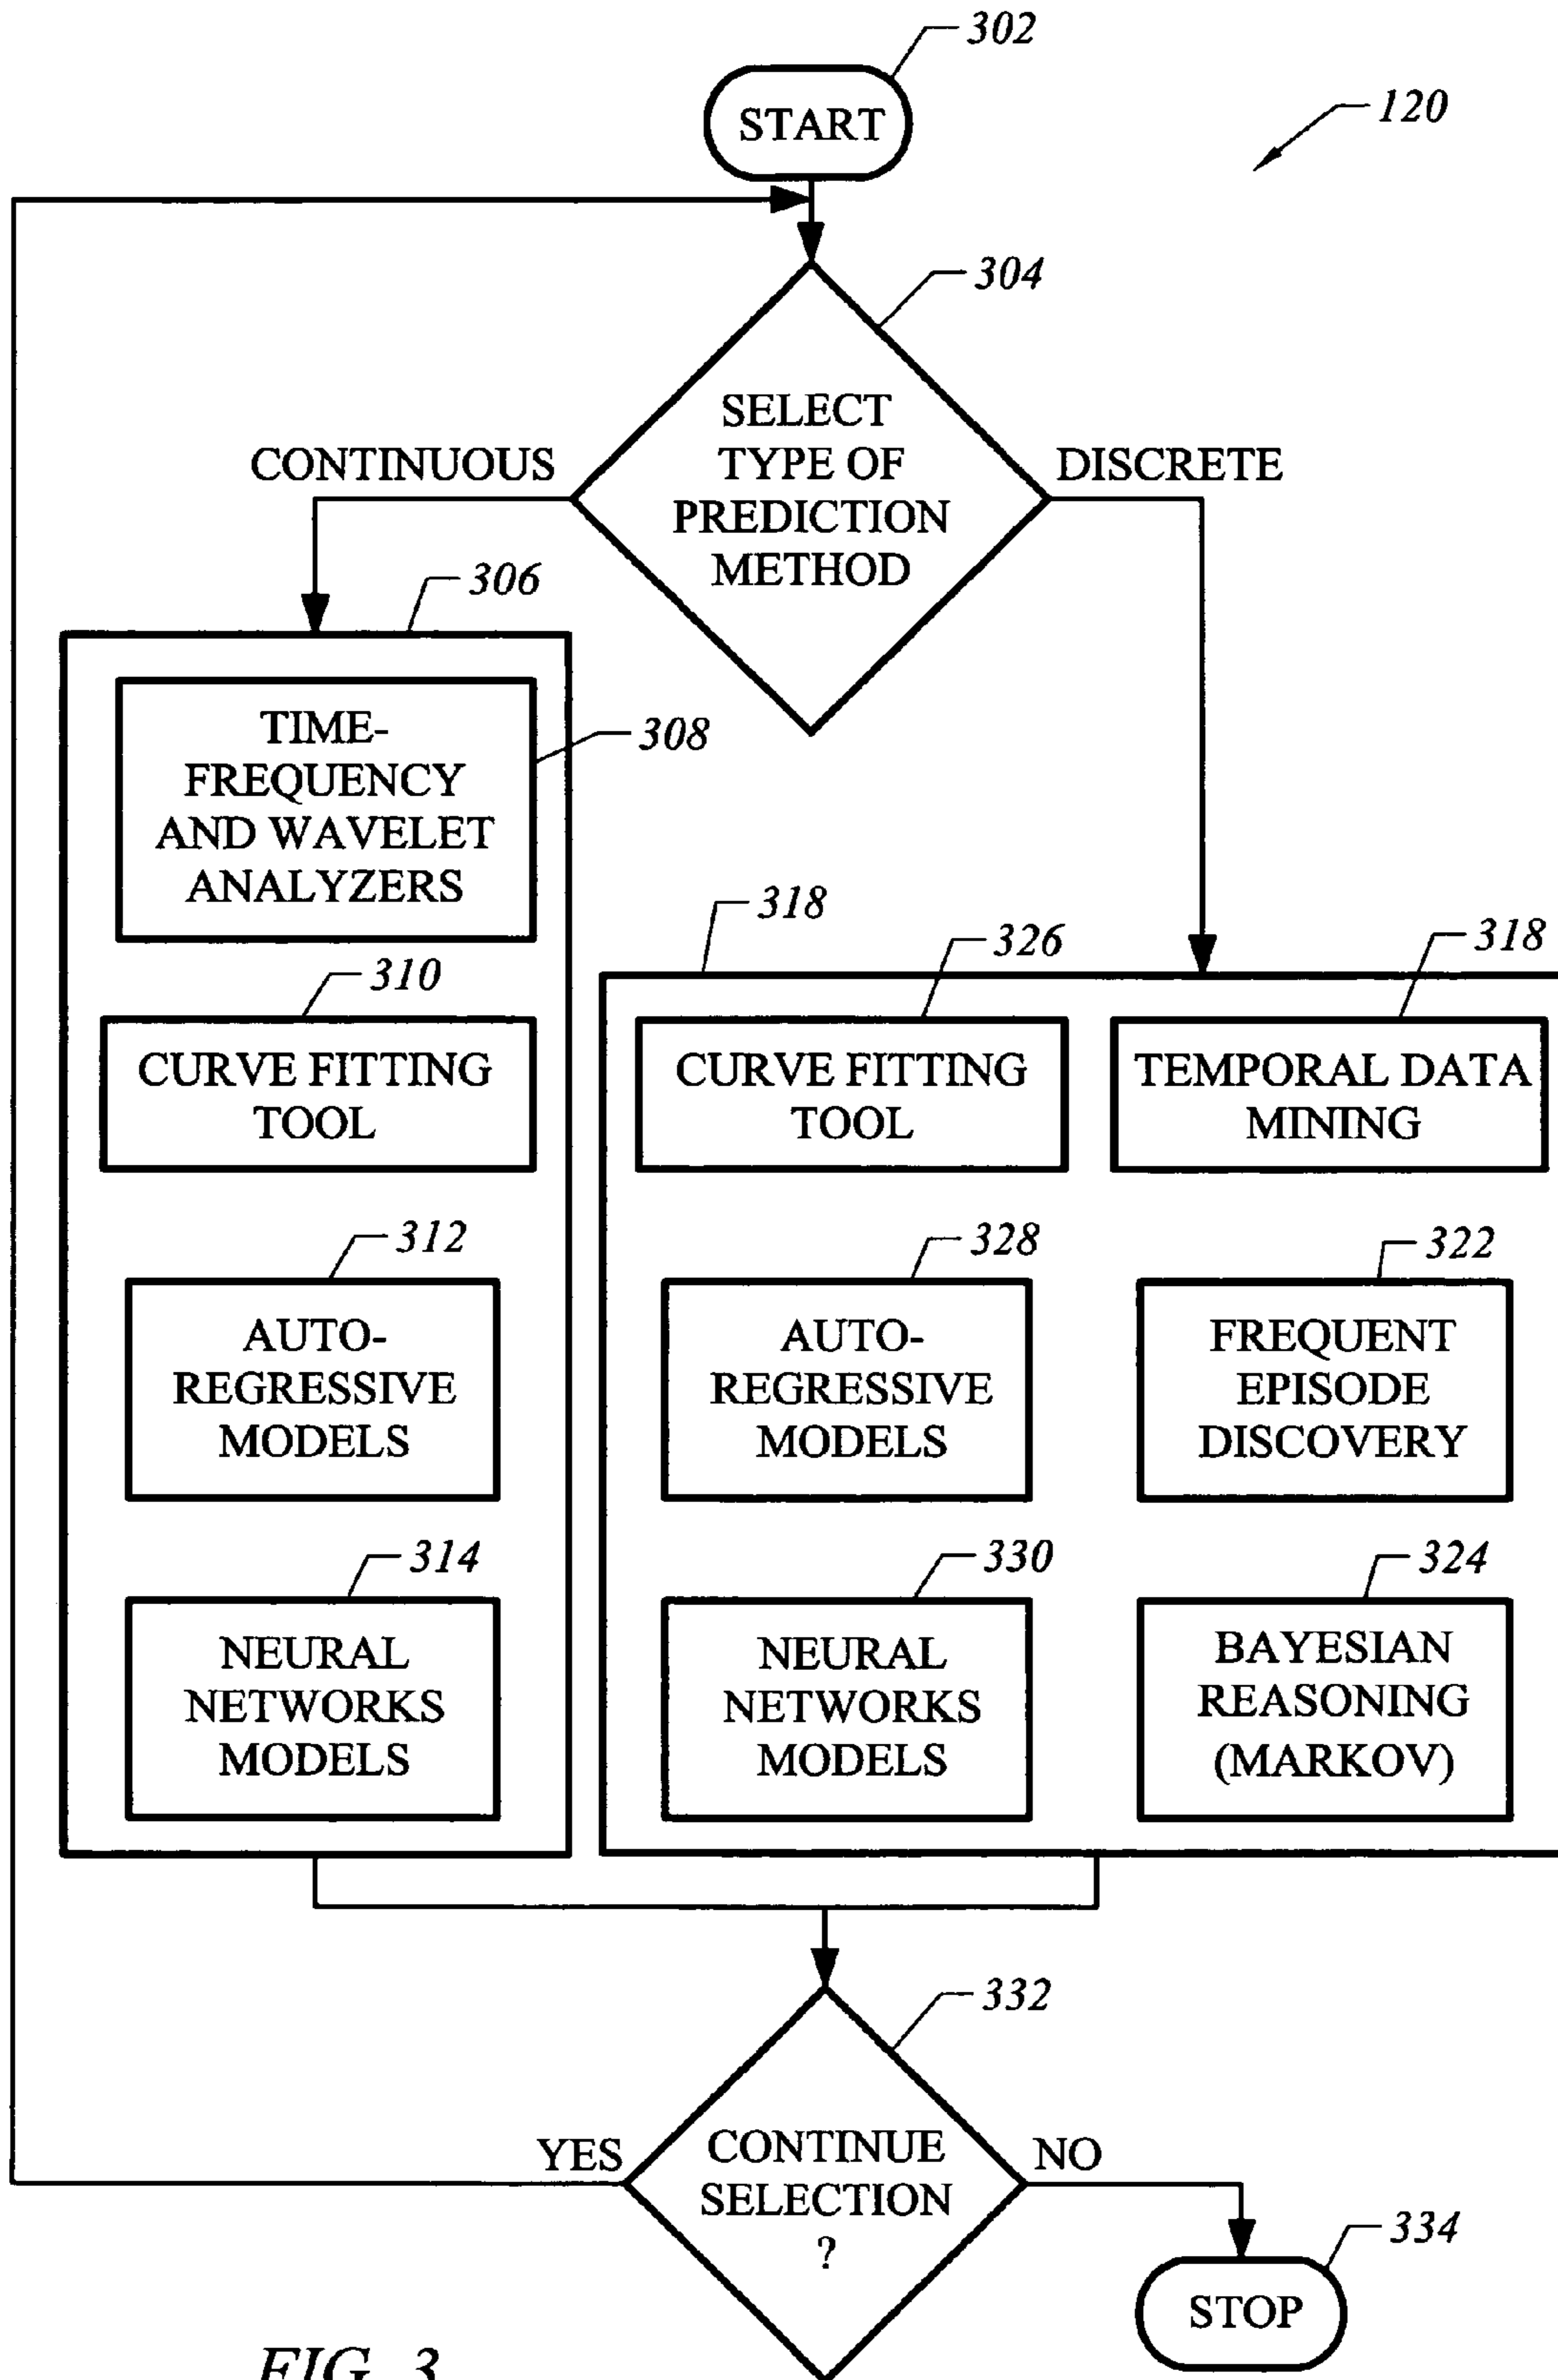 302
START
120
304
SELECT
TYPE OF
PREDICTION
METHOD
CONTINUOUS
DISCRETE
306
TIME-
FREQUENCY
AND WAVELET
ANALYZERS
308
318
326
318
310
CURVE FITTING
TOOL
CURVE FITTING
TOOL
TEMPORAL DATA
MINING
312
328
322
AUTO-
REGRESSIVE
MODELS
AUTO-
REGRESSIVE
MODELS
FREQUENT
EPISODE
DISCOVERY
314
330
324
NEURAL
NETWORKS
MODELS
NEURAL
NETWORKS
MODELS
BAYESIAN
REASONING
(MARKOV)
332
YES
CONTINUE
SELECTION
?
NO
334
STOP
FIG. 3